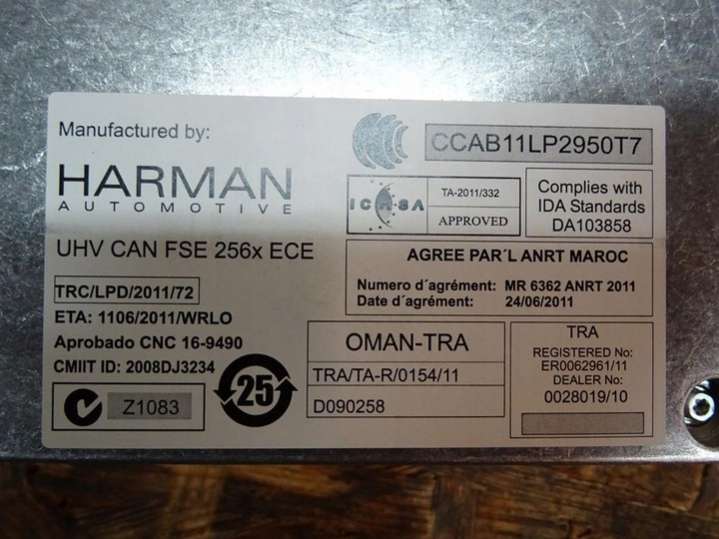 Manufactured by:
HARMAN
AUTOMOTIVE
UHV CAN FSE 256x ECE
TRC/LPD/2011/72
ETA: 1106/2011/WRLO
Aprobado CNC 16-9490
CMIIT ID: 2008DJ3234
Z1083
25
CCAB11LP2950T7
ICASA
TA-2011/332
APPROVED
Complies with
IDA Standards
DA103858
AGREE PAR´L ANRT MAROC
Numero d´agrément: MR 6362 ANRT 2011
Date d´agrément: 24/06/2011
OMAN-TRA
TRA/TA-R/0154/11
D090258
TRA
REGISTERED No:
ER0062961/11
DEALER No:
0028019/10